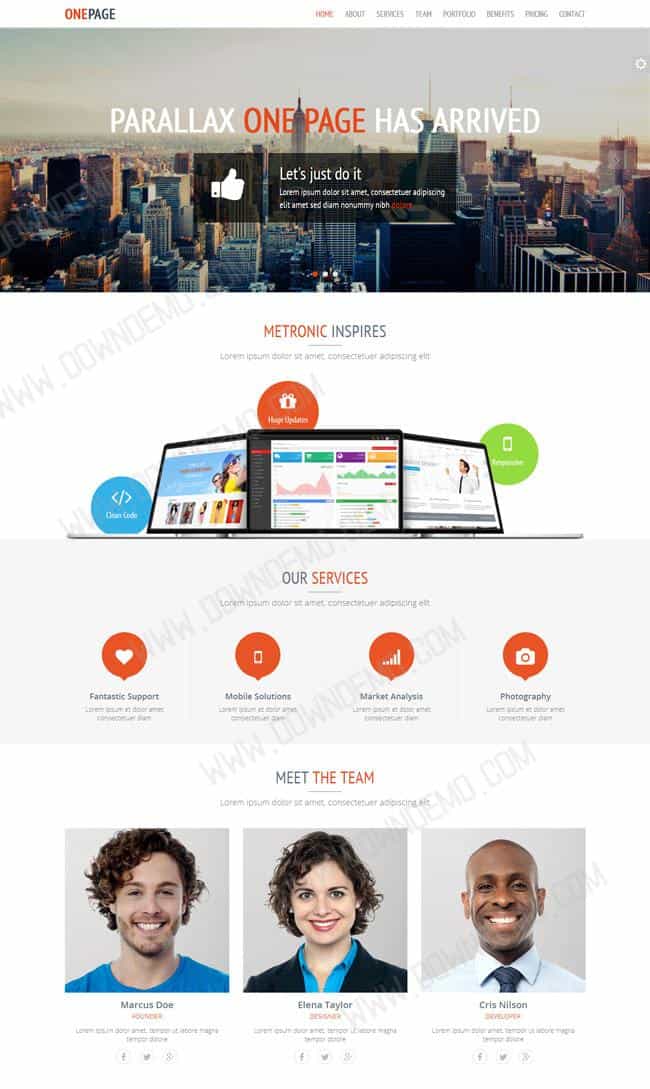 ONEPAGE
HOME ABOUT SERVICES TEAM PORTFOLIO BENEFITS PRICING CONTACT
PARALLAX ONE PAGE HAS ARRIVED
Let's just do it
Lorem ipsum dolor sit amet, consectetuer adipiscing
elit amet sed diam nonummy nibh dolore
METRONIC INSPIRES
Lorem ipsum dolor sit amet, consectetuer adipiscing elit
Huge Updates
Responsive
Clean Code
OUR SERVICES
Lorem ipsum dolor sit amet, consectetuer adipiscing elit
Fantastic Support
Lorem ipsum et dolor amet
consectetuer diam
Mobile Solutions
Lorem ipsum et dolor amet
consectetuer diam
Market Analysis
Lorem ipsum et dolor amet
consectetuer diam
Photography
Lorem ipsum et dolor amet
consectetuer diam
MEET THE TEAM
Lorem ipsum dolor sit amet, consectetuer adipiscing elit
Marcus Doe
FOUNDER
Lorem ipsum dolor amet, tempor ut labore magna
tempor dolore
Elena Taylor
DESIGNER
Lorem ipsum dolor amet, tempor ut labore magna
tempor dolore
Cris Nilson
DEVELOPER
Lorem ipsum dolor amet, tempor ut labore magna
tempor dolore
WWW.DOWNDEMO.COM